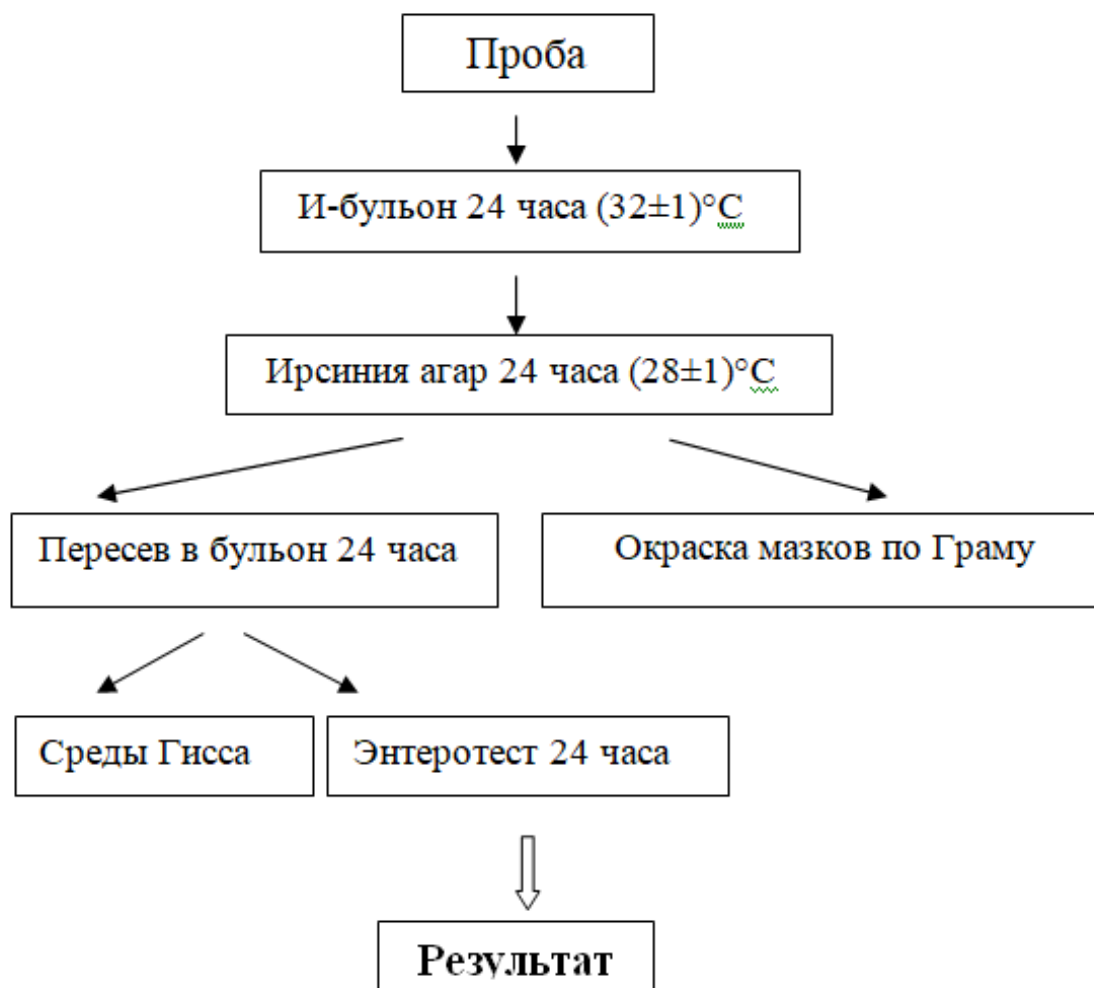 Проба
И-бульон 24 часа (32±1)°С
Ирсиния агар 24 часа (28±1)°С
Пересев в бульон 24 часа
Окраска мазков по Граму
Среды Гисса
Энтеротест 24 часа
Результат